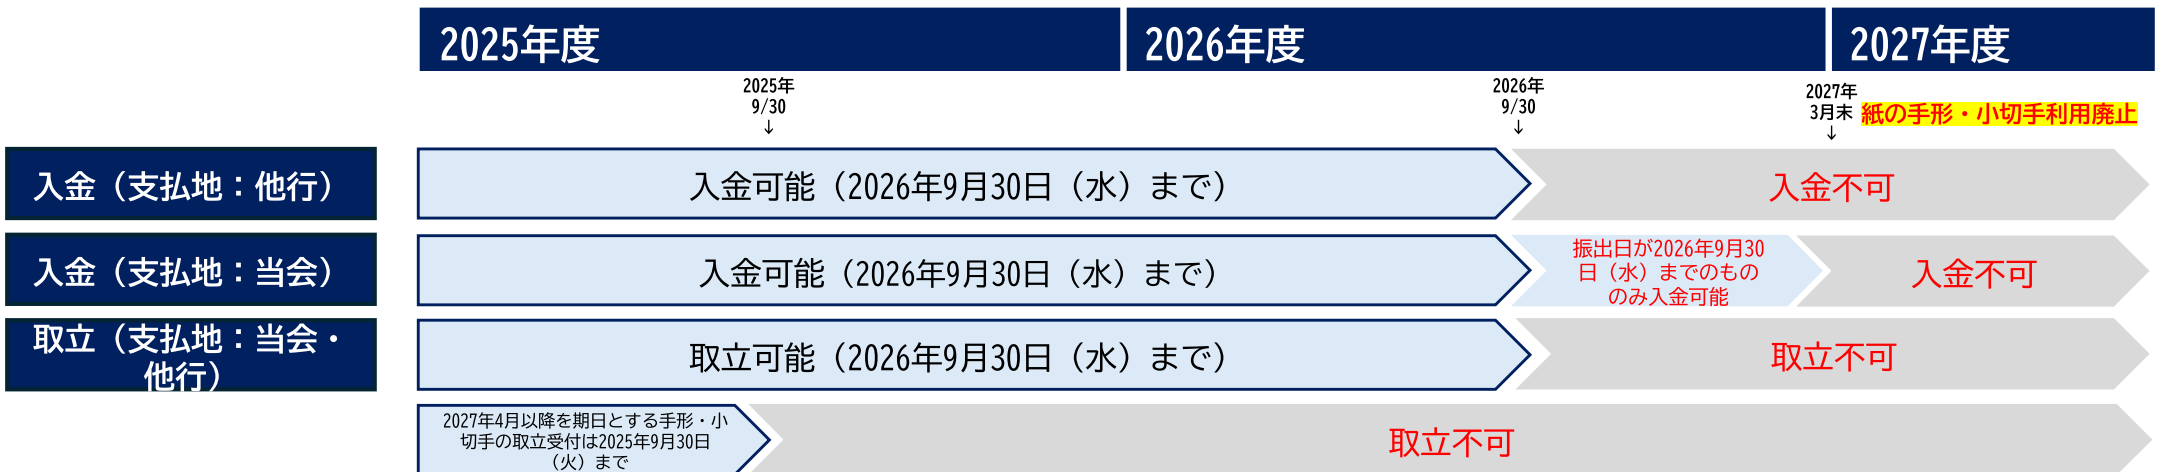 2025年度
2026年度
2027年度
2025年
9/30
↓
2026年
9/30
↓
2027年
3月末
↓
紙の手形・小切手利用廃止
入金（支払地：他行）
入金可能（2026年9月30日（水）まで）
入金不可
入金（支払地：当会）
入金可能（2026年9月30日（水）まで）
振出日が2026年9月30
日（水）までのもの
のみ入金可能
入金不可
取立（支払地：当会・
他行）
取立可能（2026年9月30日（水）まで）
取立不可
2027年4月以降を期日とする手形・小
切手の取立受付は2025年9月30日
（火）まで
取立不可